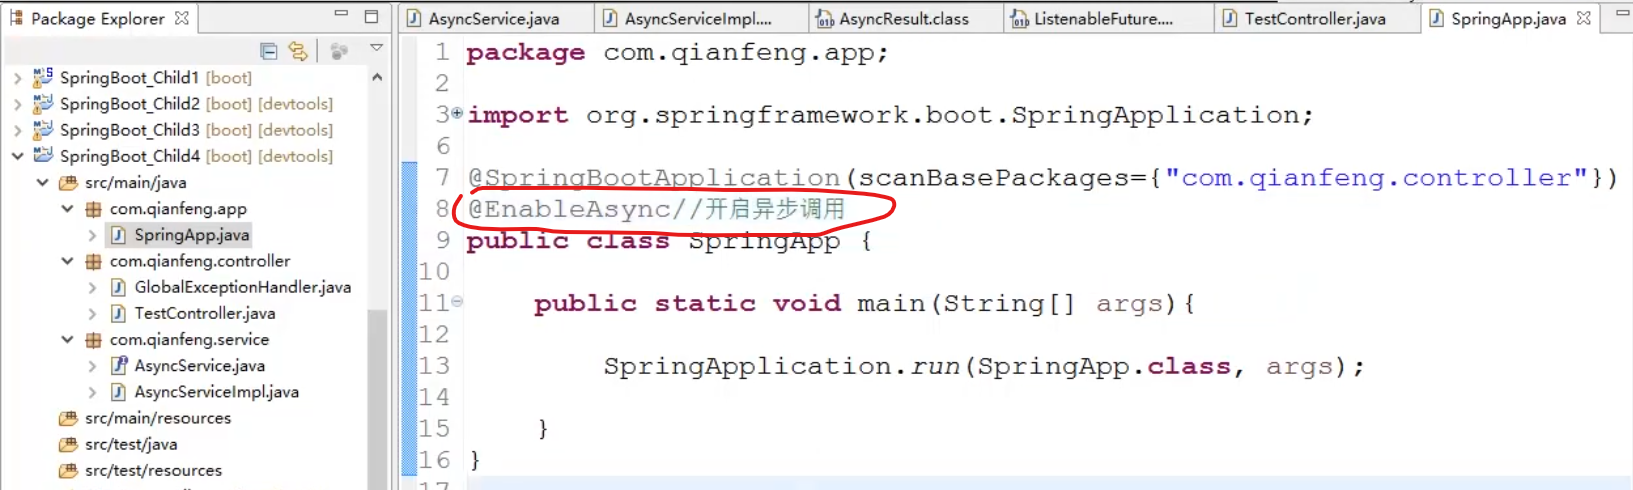 Package Explorer
SpringBoot_Child1 [boot]
SpringBoot_Child2 [boot] [devtools]
SpringBoot_Child3 [boot] [devtools]
SpringBoot_Child4 [boot] [devtools]
src/main/java
com.qianfeng.app
SpringApp.java
com.qianfeng.controller
GlobalExceptionHandler.java
TestController.java
com.qianfeng.service
AsyncService.java
AsyncServiceImpl.java
src/main/resources
src/test/java
src/test/resources
AsyncService.java AsyncServiceImpl.... AsyncResult.class ListenableFuture.... TestController.java SpringApp.java
1 package com.qianfeng.app;
2
3 import org.springframework.boot.SpringApplication;
6
7 @SpringBootApplication(scanBasePackages={"com.qianfeng.controller"})
8 @EnableAsync//开启异步调用
9 public class SpringApp {
10
11 public static void main(String[] args){
12
13 SpringApplication.run(SpringApp.class, args);
14
15 }
16 }
17